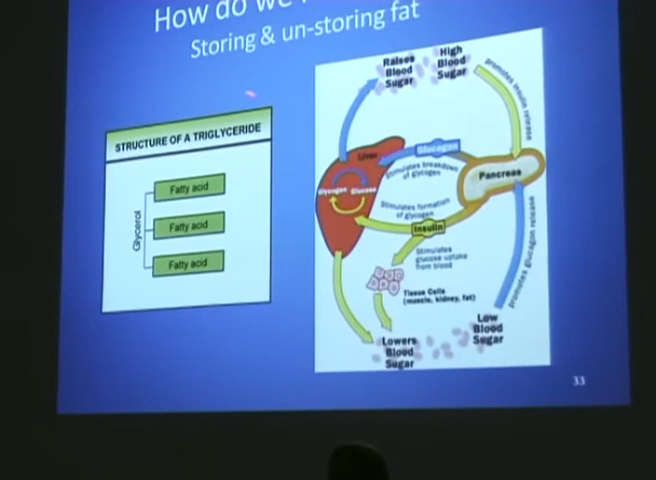 How do we
Storing & un-storing fat
STRUCTURE OF A TRIGLYCERIDE
Glycerol
Fatty acid
Fatty acid
Fatty acid
Raises
Blood
Sugar
High
Blood
Sugar
promotes insulin release
Liver
Glucagon
Stimulates breakdown
of glycogen
Pancreas
Glycogen
Glucose
Stimulates formation
of glycogen
Insulin
Stimulates
glucose uptake
from blood
Tissue Cells
(muscle, kidney, fat)
promotes glucagon release
Lowers
Blood
Sugar
Low
Blood
Sugar
33